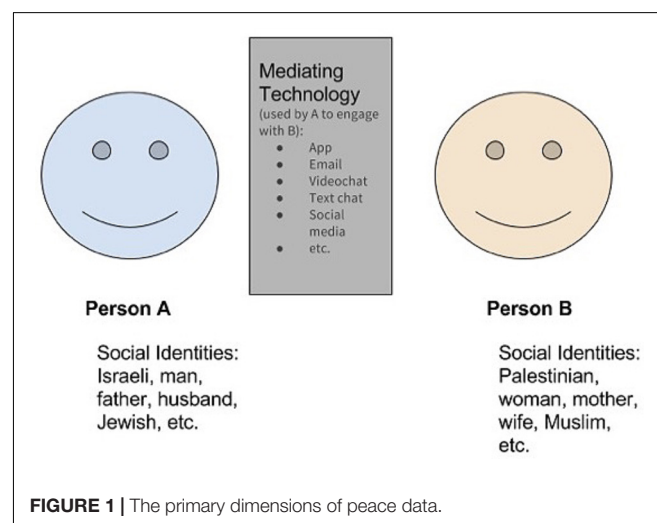 Mediating
Technology
(used by A to engage
with B):
● App
● Email
● Videochat
● Text chat
● Social
media
● etc.
Person A
Social Identities:
Israeli, man,
father, husband,
Jewish, etc.
Person B
Social Identities:
Palestinian,
woman, mother,
wife, Muslim,
etc.
FIGURE 1 | The primary dimensions of peace data.